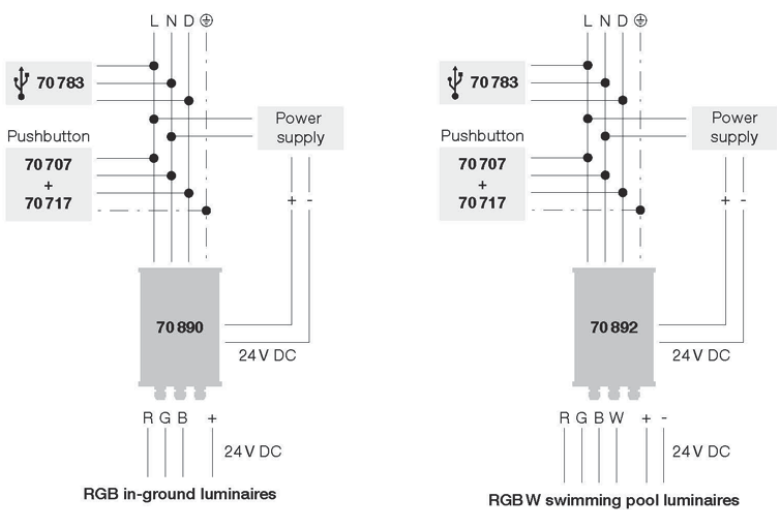 L N D
70 783
Pushbutton
70 707
+
70 717
Power
supply
+ -
70 890
24 V DC
R G B +
24 V DC
RGB in-ground luminaires
L N D
70 783
Pushbutton
70 707
+
70 717
Power
supply
+ -
70 892
24 V DC
R G B W + -
24 V DC
RGB W swimming pool luminaires